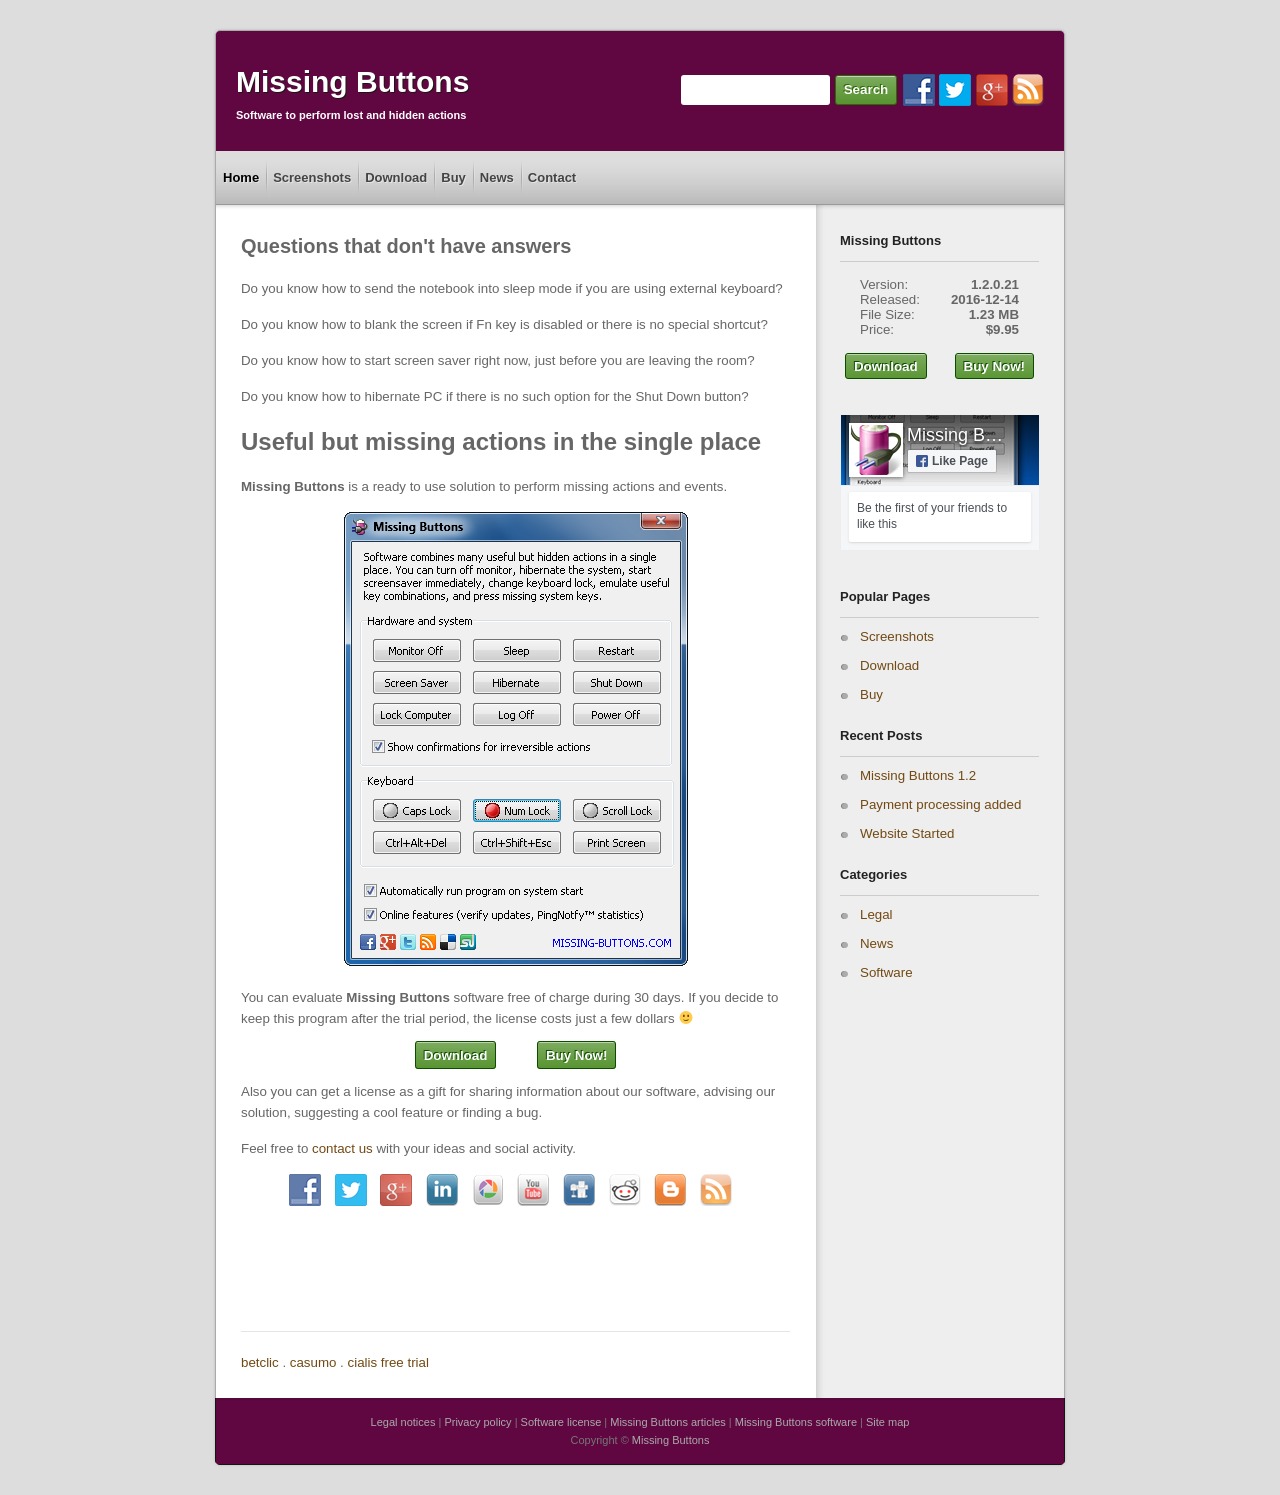 Missing Buttons
Software to perform lost and hidden actions
Search
Home
Screenshots
Download
Buy
News
Contact
Questions that don't have answers
Do you know how to send the notebook into sleep mode if you are using external keyboard?
Do you know how to blank the screen if Fn key is disabled or there is no special shortcut?
Do you know how to start screen saver right now, just before you are leaving the room?
Do you know how to hibernate PC if there is no such option for the Shut Down button?
Useful but missing actions in the single place
Missing Buttons is a ready to use solution to perform missing actions and events.
Missing Buttons
Software combines many useful but hidden actions in a single
place. You can turn off monitor, hibernate the system, start
screensaver immediately, change keyboard lock, emulate useful
key combinations, and press missing system keys.
Hardware and system
Monitor Off
Sleep
Restart
Screen Saver
Hibernate
Shut Down
Lock Computer
Log Off
Power Off
Show confirmations for irreversible actions
Keyboard
Caps Lock
Num Lock
Scroll Lock
Ctrl+Alt+Del
Ctrl+Shift+Esc
Print Screen
Automatically run program on system start
Online features (verify updates, PingNotfy™ statistics)
MISSING-BUTTONS.COM
You can evaluate Missing Buttons software free of charge during 30 days. If you decide to
keep this program after the trial period, the license costs just a few dollars 🙂
Download
Buy Now!
Also you can get a license as a gift for sharing information about our software, advising our
solution, suggesting a cool feature or finding a bug.
Feel free to contact us with your ideas and social activity.
betclic . casumo . cialis free trial
Missing Buttons
Version: 1.2.0.21
Released: 2016-12-14
File Size: 1.23 MB
Price: $9.95
Download
Buy Now!
Missing B…
Like Page
Be the first of your friends to
like this
Popular Pages
Screenshots
Download
Buy
Recent Posts
Missing Buttons 1.2
Payment processing added
Website Started
Categories
Legal
News
Software
Legal notices | Privacy policy | Software license | Missing Buttons articles | Missing Buttons software | Site map
Copyright © Missing Buttons